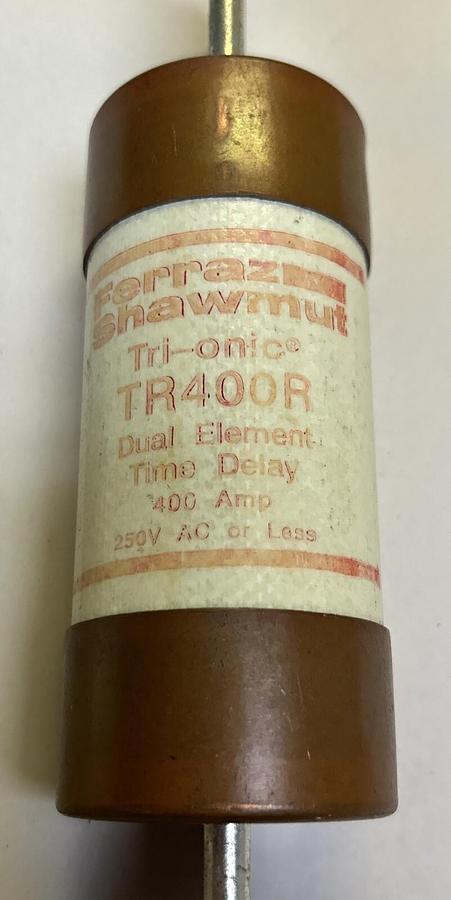 Ferraz
Shawmut
Tri-onic®
TR400R
Dual Element
Time Delay
400 Amp
250V AC or Less